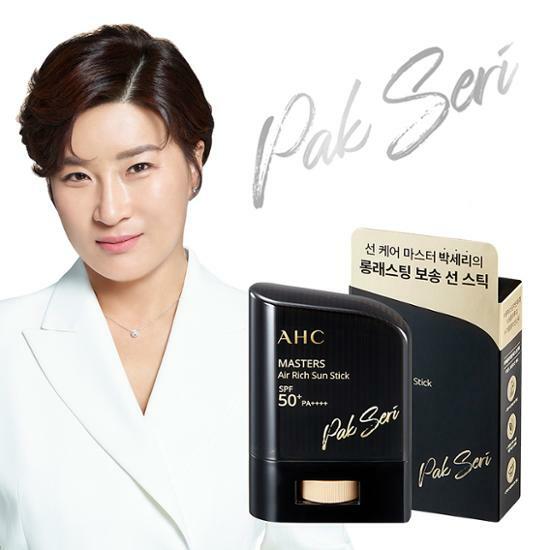 Pak Seri
선 케어 마스터 박세리의
롱래스팅 보송 선 스틱
AHC
MASTERS
Air Rich Sun Stick
SPF
50+ PA++++
Pak Seri
Stick
Pak Seri